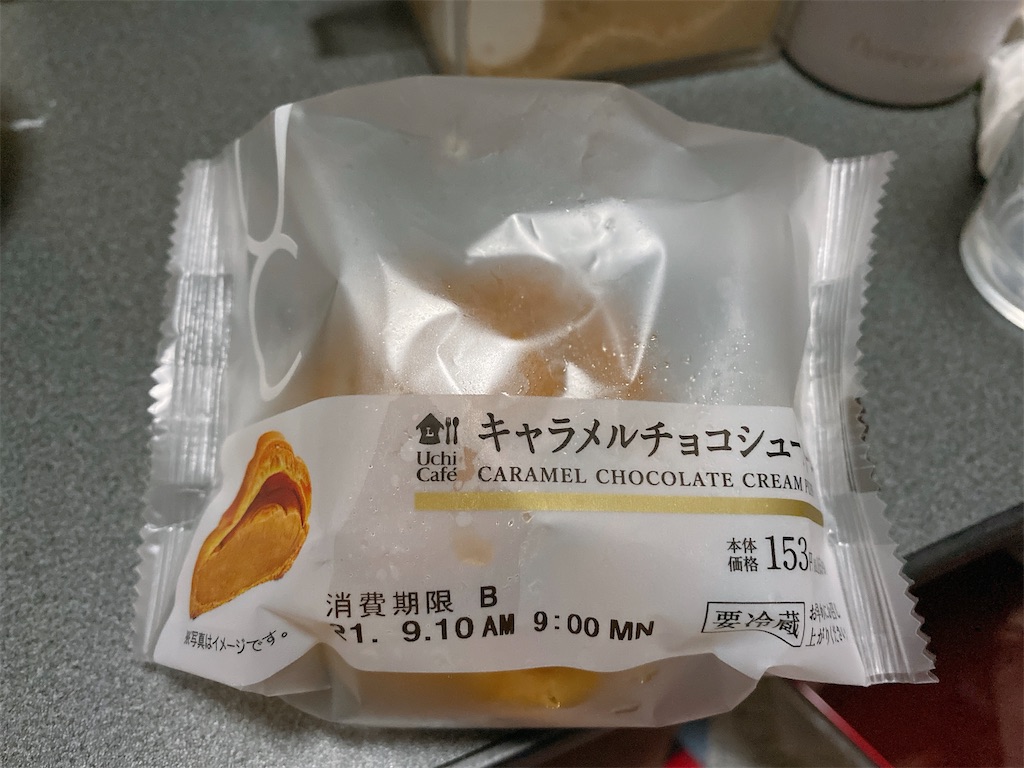 Uchi
Café
キャラメルチョコシュー
CARAMEL CHOCOLATE CREAM
本体
価格 153
消費期限 B
R1. 9.10 AM 9:00 MN
要冷蔵
写真はイメージです。